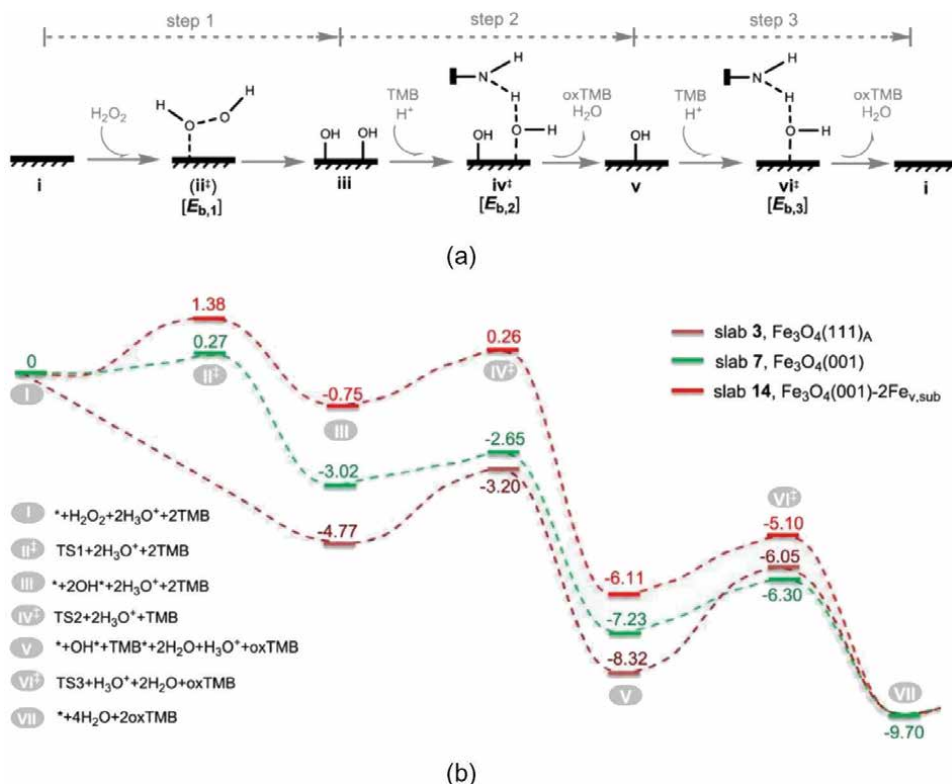 step 1 step 2 step 3
H H N H
H O O TMB H oxTMB TMB H oxTMB
H₂O₂ H⁺ H₂O H⁺ H₂O
OH OH OH O H OH O H
i (ii‡) iii iv‡ v vi‡ i
[E_b,1] [E_b,2] [E_b,3]
(a)
1.38
0.27 0.26
0
I II‡ IV‡
-0.75
III
-2.65
-3.02
-3.20
-4.77
slab 3, Fe₃O₄(111)_A
slab 7, Fe₃O₄(001)
slab 14, Fe₃O₄(001)-2Fe_v,sub
VI‡
-5.10
-6.05
-6.11
-6.30
-7.23
-8.32
V VII
-9.70
I *+H₂O₂+2H₃O⁺+2TMB
II‡ TS1+2H₃O⁺+2TMB
III *+2OH*+2H₃O⁺+2TMB
IV‡ TS2+2H₃O⁺+TMB
V *+OH*+TMB*+2H₂O+H₃O⁺+oxTMB
VI‡ TS3+H₃O⁺+2H₂O+oxTMB
VII *+4H₂O+2oxTMB
(b)